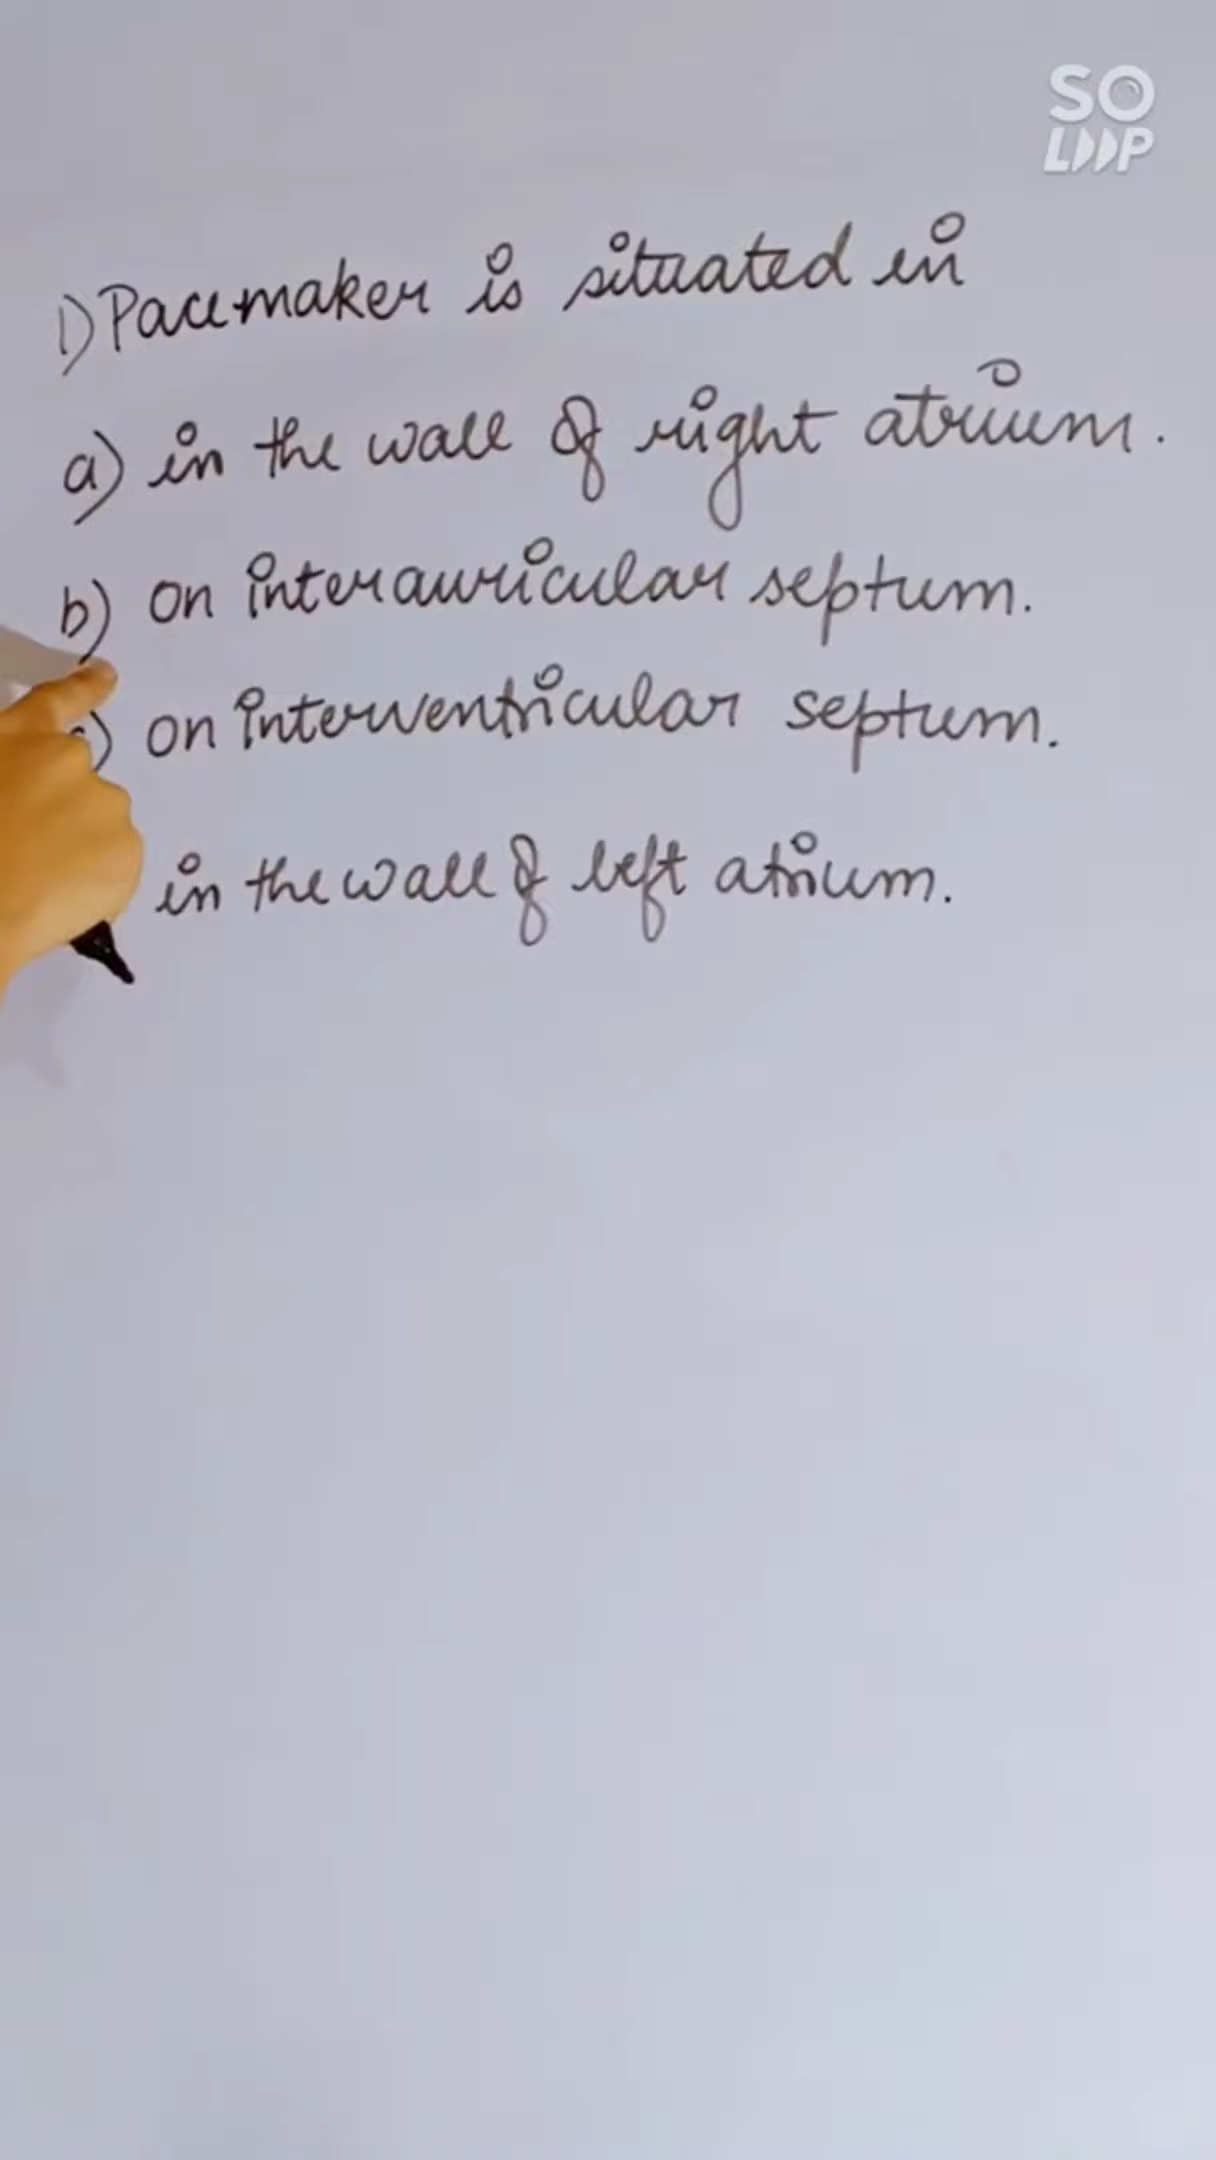 SO
LOOP
1) Pacemaker is situated in
a) in the wall of right atrium.
b) on interauricular septum.
c) on interventricular septum.
in the wall of left atrium.